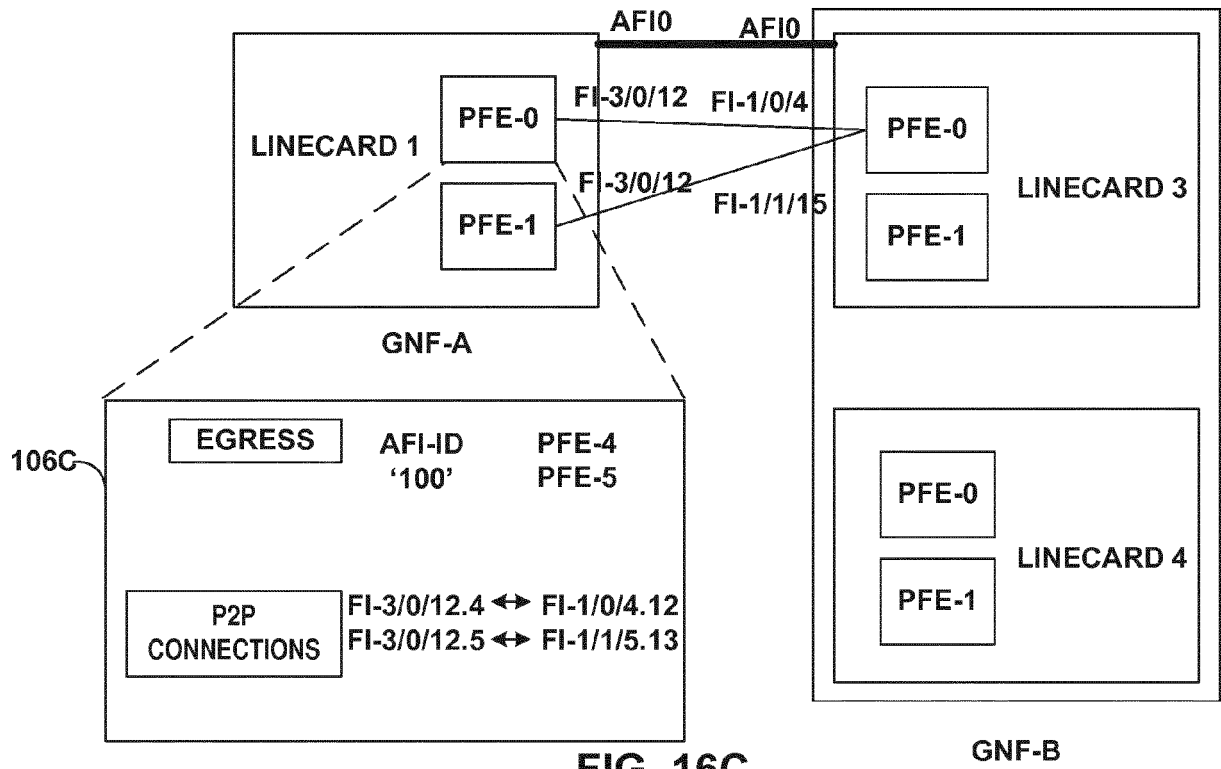 AFI0 AFI0
PFE-0 FI-3/0/12 FI-1/0/4 PFE-0
LINECARD 1
LINECARD 3
FI-3/0/12
FI-1/1/15
PFE-1 PFE-1
GNF-A
EGRESS AFI-ID PFE-4
'100' PFE-5
106C
PFE-0
LINECARD 4
PFE-1
P2P
CONNECTIONS
FI-3/0/12.4 ↔ FI-1/0/4.12
FI-3/0/12.5 ↔ FI-1/1/5.13
GNF-B
FIG. 16C